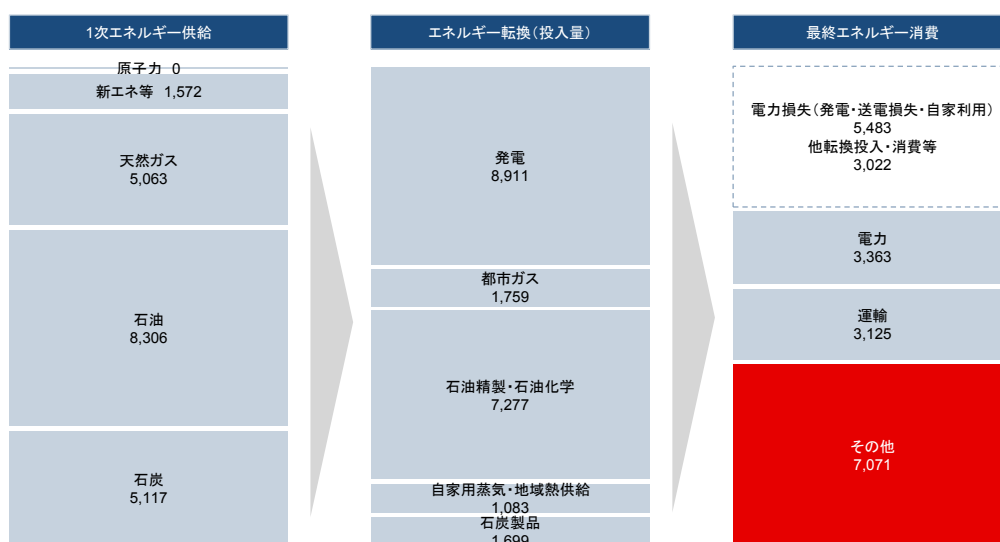 1次エネルギー供給
原子力 0
新エネ等 1,572
天然ガス
5,063
石油
8,306
石炭
5,117
エネルギー転換(投入量)
発電
8,911
都市ガス
1,759
石油精製・石油化学
7,277
自家用蒸気・地域熱供給
1,083
石炭製品
1,699
最終エネルギー消費
電力損失(発電・送電損失・自家利用)
5,483
他転換投入・消費等
3,022
電力
3,363
運輸
3,125
その他
7,071